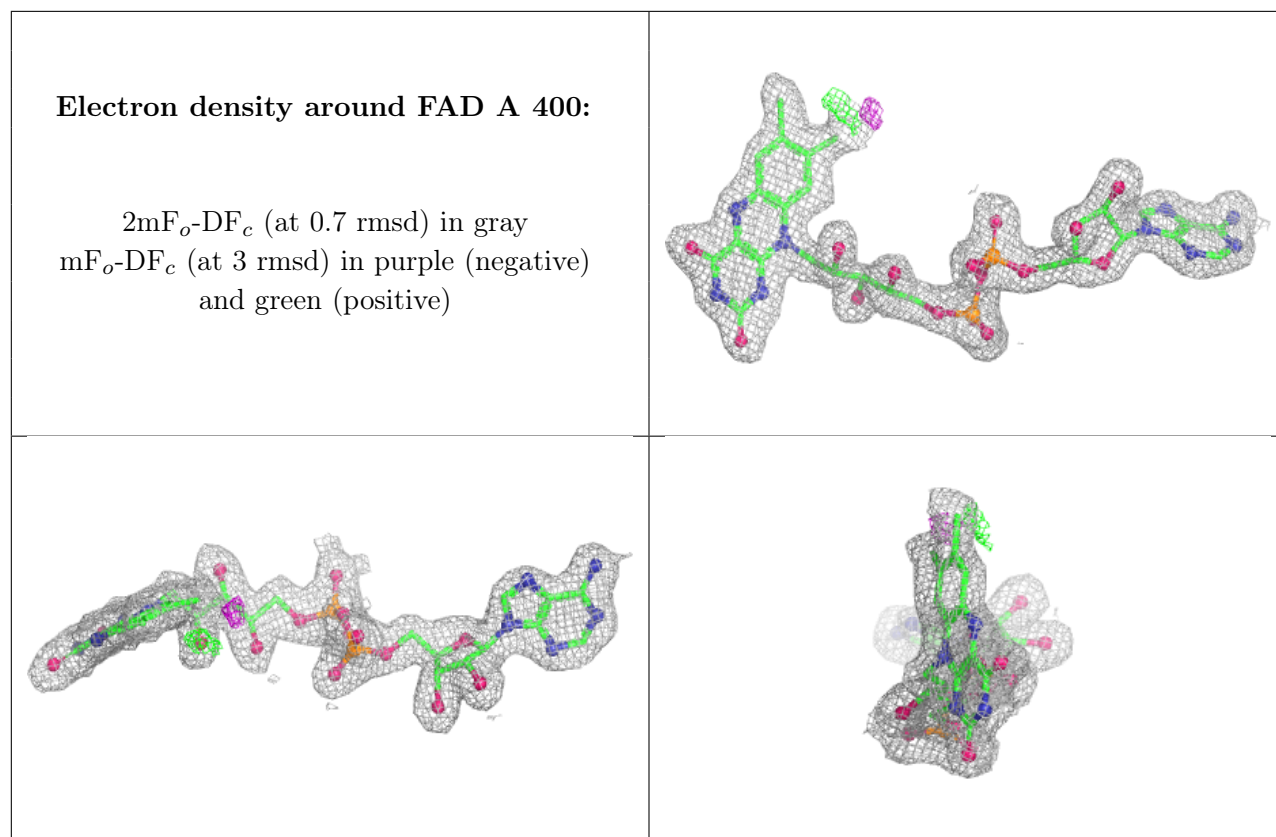 Electron density around FAD A 400:
2mFo-DFc (at 0.7 rmsd) in gray
mFo-DFc (at 3 rmsd) in purple (negative)
and green (positive)